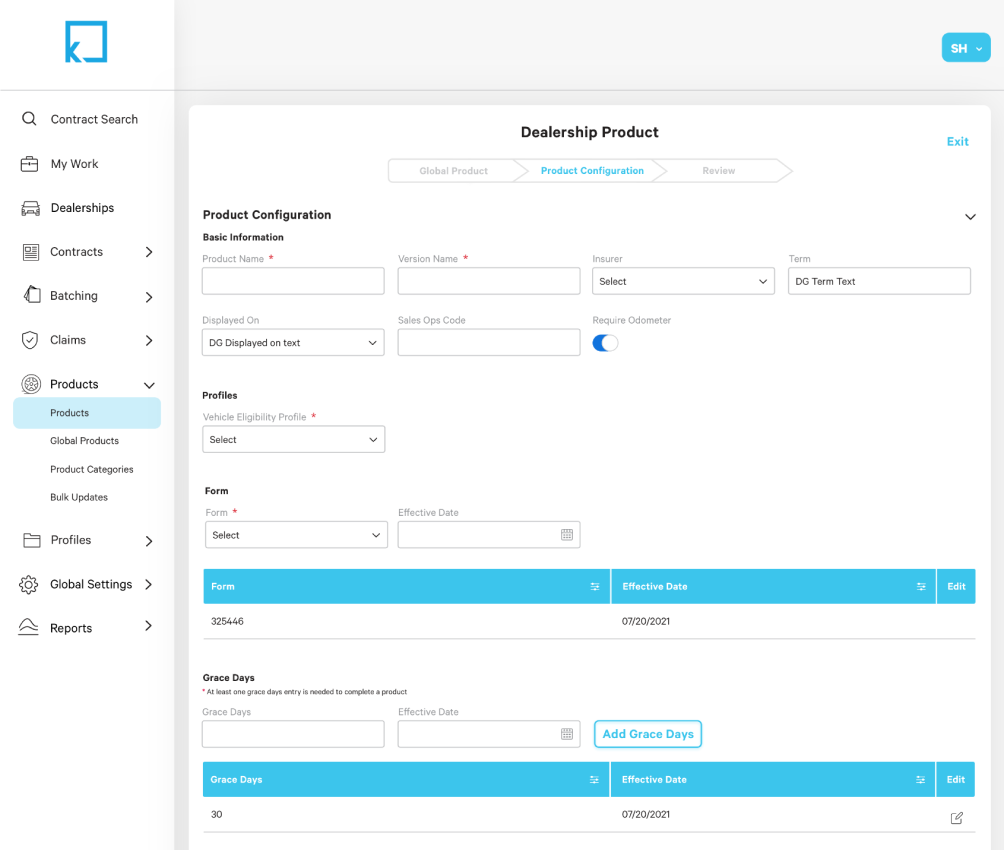 SH
Contract Search
My Work
Dealerships
Contracts
Batching
Claims
Products
Products
Global Products
Product Categories
Bulk Updates
Profiles
Global Settings
Reports
Dealership Product
Exit
Global Product
Product Configuration
Review
Product Configuration
Basic Information
Product Name *
Version Name *
Insurer
Term
Select
DG Term Text
Displayed On
Sales Ops Code
Require Odometer
DG Displayed on text
Profiles
Vehicle Eligibility Profile *
Select
Form
Form *
Effective Date
Select
Form
Effective Date
Edit
325446
07/20/2021
Grace Days
* At least one grace days entry is needed to complete a product
Grace Days
Effective Date
Add Grace Days
Grace Days
Effective Date
Edit
30
07/20/2021